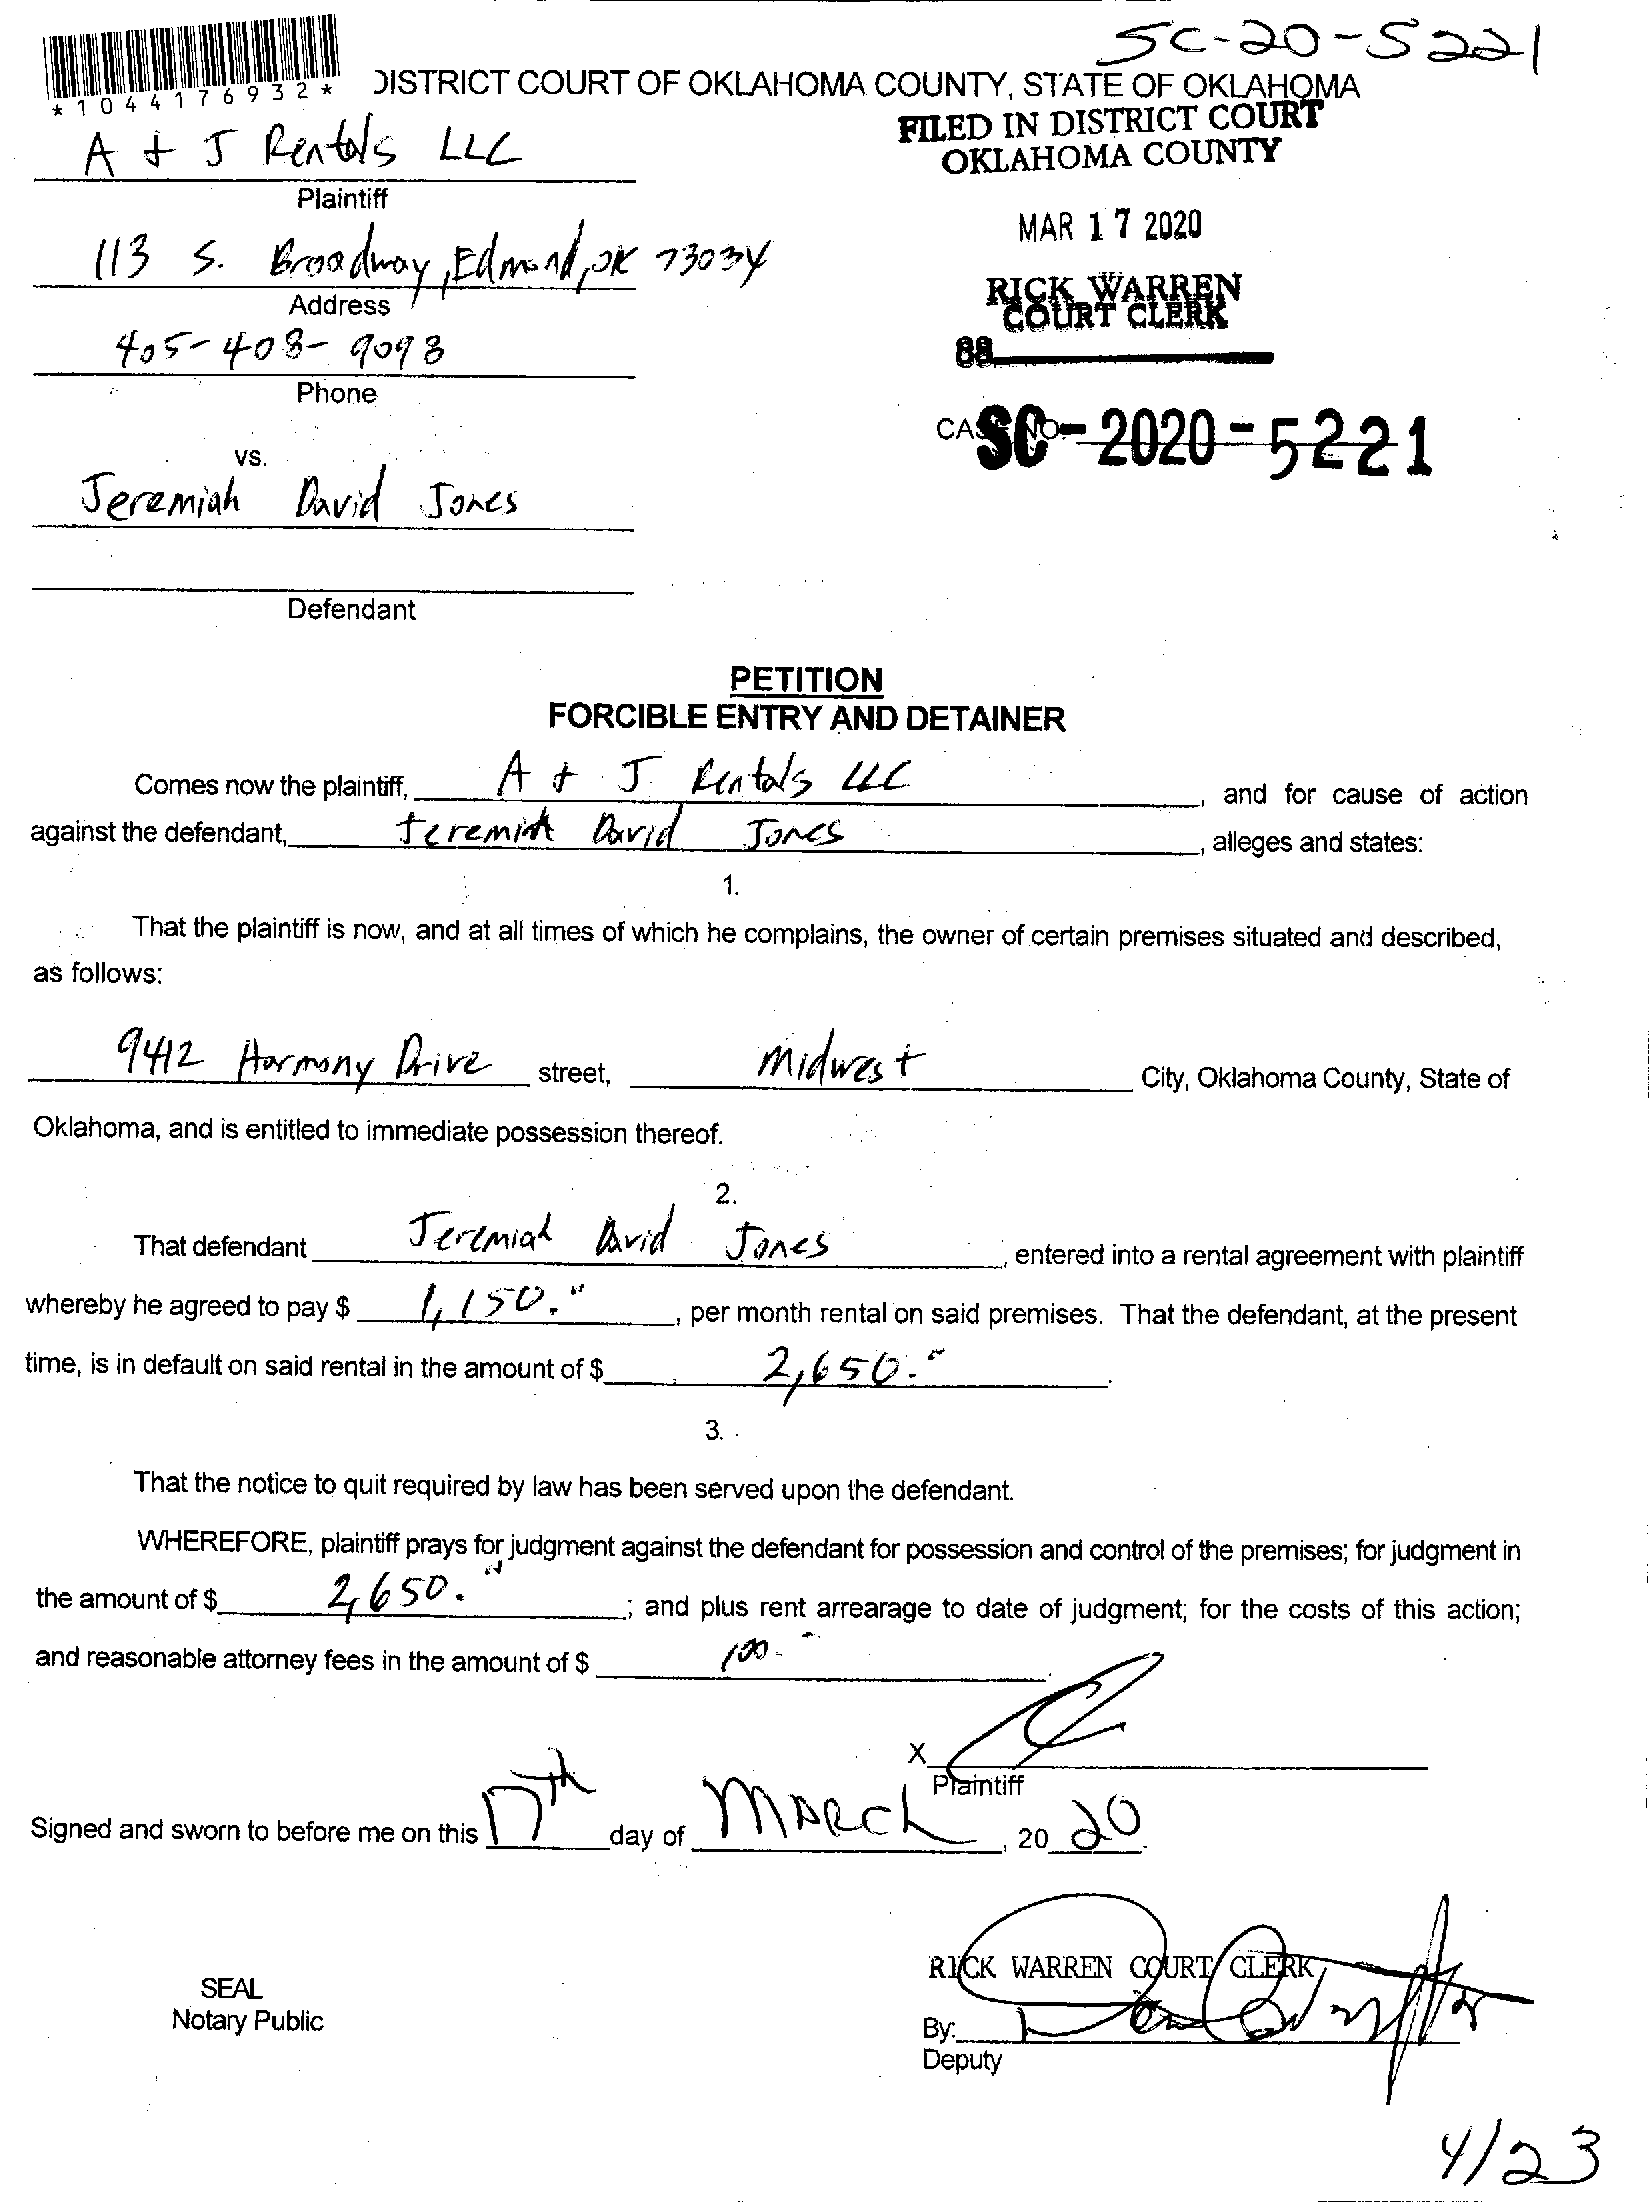 SC-20-5221
*1044176932*
DISTRICT COURT OF OKLAHOMA COUNTY, STATE OF OKLAHOMA
FILED IN DISTRICT COURT
OKLAHOMA COUNTY
A + J Rentals LLC
Plaintiff
MAR 17 2020
113 S. Broadway, Edmond, OK 73034
Address
RICK WARREN
COURT CLERK
405-408-9098
88
Phone
CASE NO. SC-2020-5221
vs.
Jeremiah David Jones
Defendant
PETITION
FORCIBLE ENTRY AND DETAINER
Comes now the plaintiff, A + J Rentals LLC, and for cause of action
against the defendant, Jeremiah David Jones, alleges and states:
1.
That the plaintiff is now, and at all times of which he complains, the owner of certain premises situated and described,
as follows:
9412 Harmony Drive street, Midwest City, Oklahoma County, State of
Oklahoma, and is entitled to immediate possession thereof.
2.
That defendant Jeremiah David Jones, entered into a rental agreement with plaintiff
whereby he agreed to pay $ 1,150., per month rental on said premises. That the defendant, at the present
time, is in default on said rental in the amount of $ 2,650..
3.
That the notice to quit required by law has been served upon the defendant.
WHEREFORE, plaintiff prays for judgment against the defendant for possession and control of the premises; for judgment in
the amount of $ 2,650.; and plus rent arrearage to date of judgment; for the costs of this action;
and reasonable attorney fees in the amount of $ 100-.
X
Plaintiff
Signed and sworn to before me on this 17th day of March, 20 20.
RICK WARREN COURT CLERK
SEAL
Notary Public
By:
Deputy
4/23